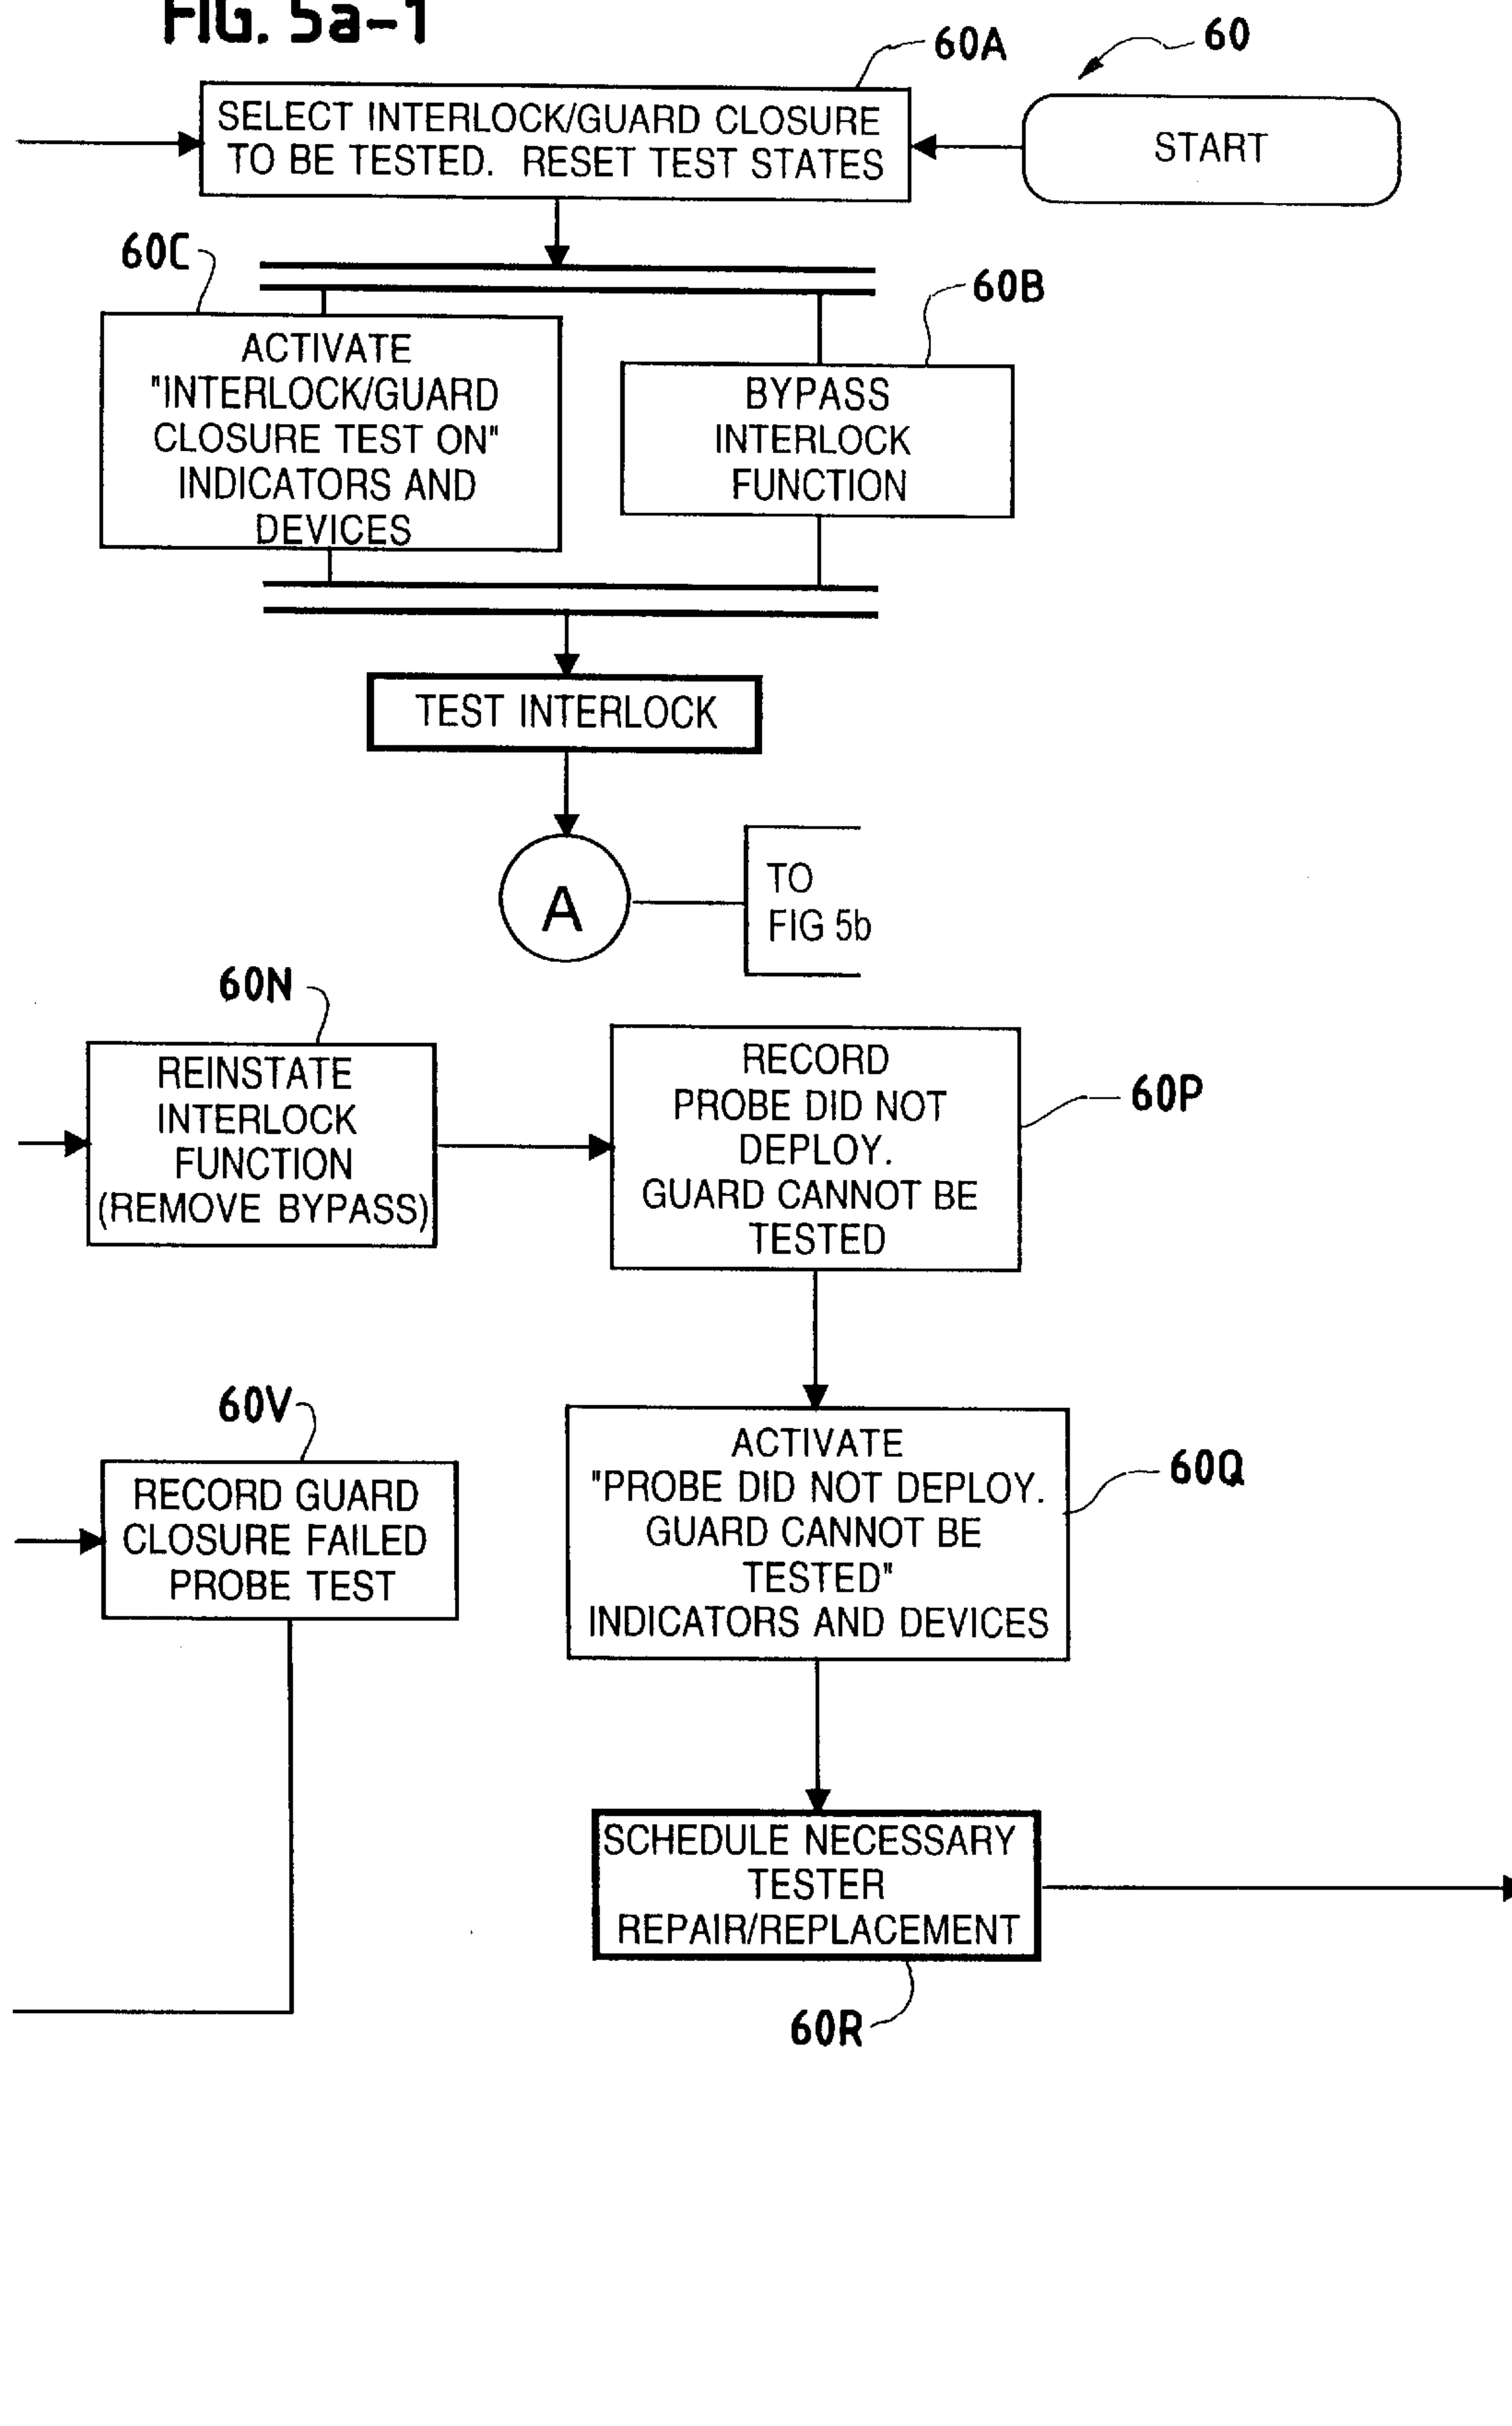 FIG. 5a-1
60A
60
SELECT INTERLOCK/GUARD CLOSURE
TO BE TESTED. RESET TEST STATES
START
60C
60B
ACTIVATE
"INTERLOCK/GUARD
CLOSURE TEST ON"
INDICATORS AND
DEVICES
BYPASS
INTERLOCK
FUNCTION
TEST INTERLOCK
A
TO
FIG 5b
60N
REINSTATE
INTERLOCK
FUNCTION
(REMOVE BYPASS)
RECORD
PROBE DID NOT
DEPLOY.
GUARD CANNOT BE
TESTED
60P
60V
RECORD GUARD
CLOSURE FAILED
PROBE TEST
ACTIVATE
"PROBE DID NOT DEPLOY.
GUARD CANNOT BE
TESTED"
INDICATORS AND DEVICES
60Q
SCHEDULE NECESSARY
TESTER
REPAIR/REPLACEMENT
60R